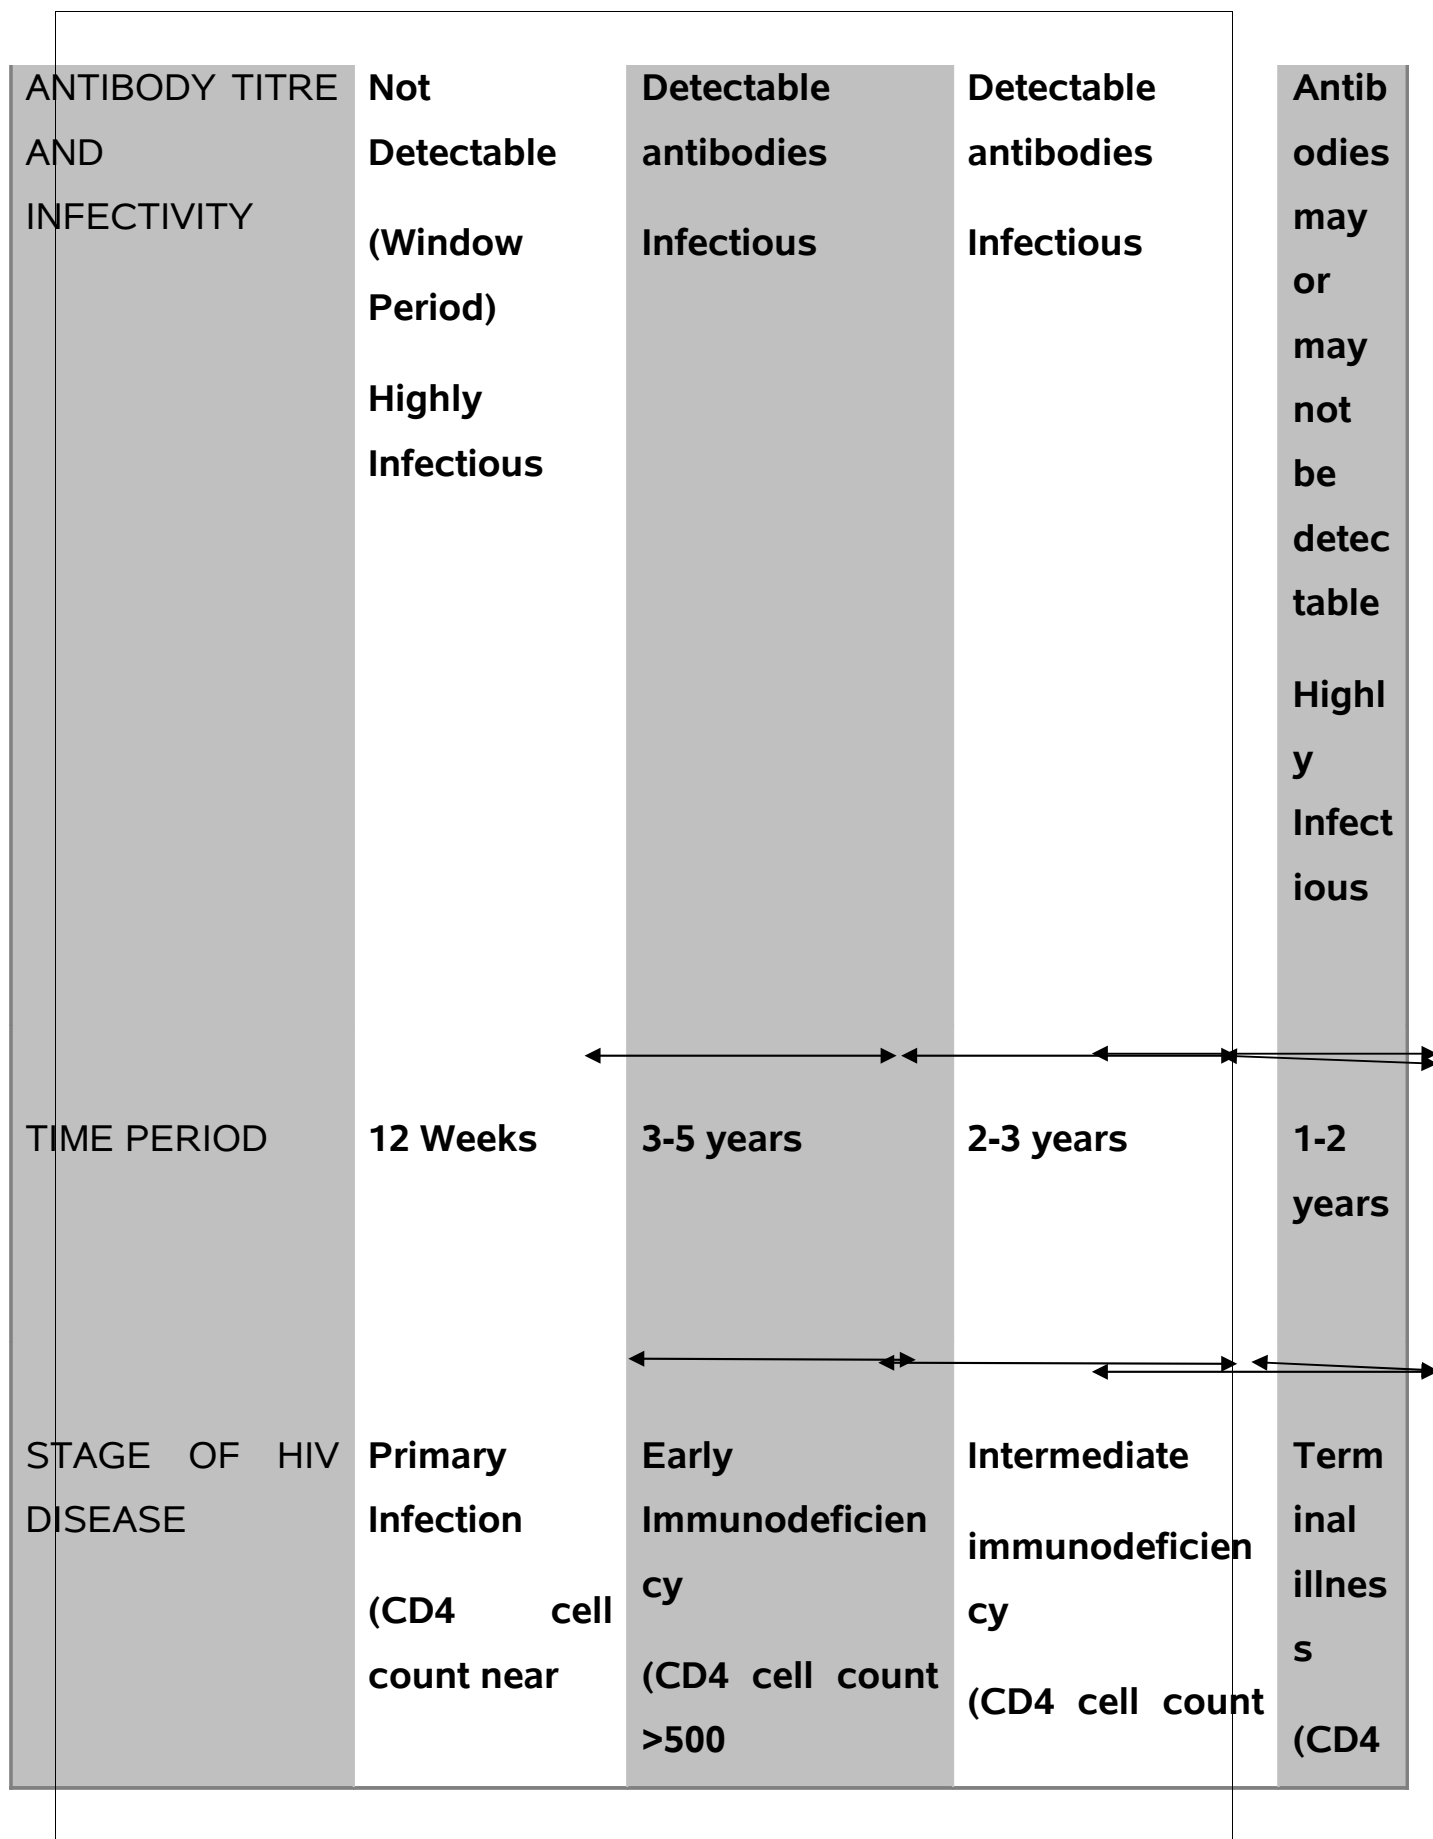 ANTIBODY TITRE
AND
INFECTIVITY
Not
Detectable
(Window
Period)
Highly
Infectious
Detectable
antibodies
Infectious
Detectable
antibodies
Infectious
Antib
odies
may
or
may
not
be
detec
table
Highl
y
Infect
ious
TIME PERIOD
12 Weeks
3-5 years
2-3 years
1-2
years
STAGE OF HIV
DISEASE
Primary
Infection
(CD4 cell
count near
Early
Immunodeficien
cy
(CD4 cell count
>500
Intermediate
immunodeficien
cy
(CD4 cell count
Term
inal
illnes
s
(CD4